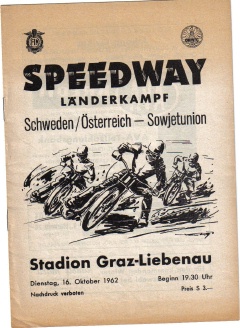 SPEEDWAY
LÄNDERKAMPF
Schweden/Österreich — Sowjetunion
Stadion Graz-Liebenau
Dienstag, 16. Oktober 1962 Beginn 19.30 Uhr
Nachdruck verboten Preis S 3.—